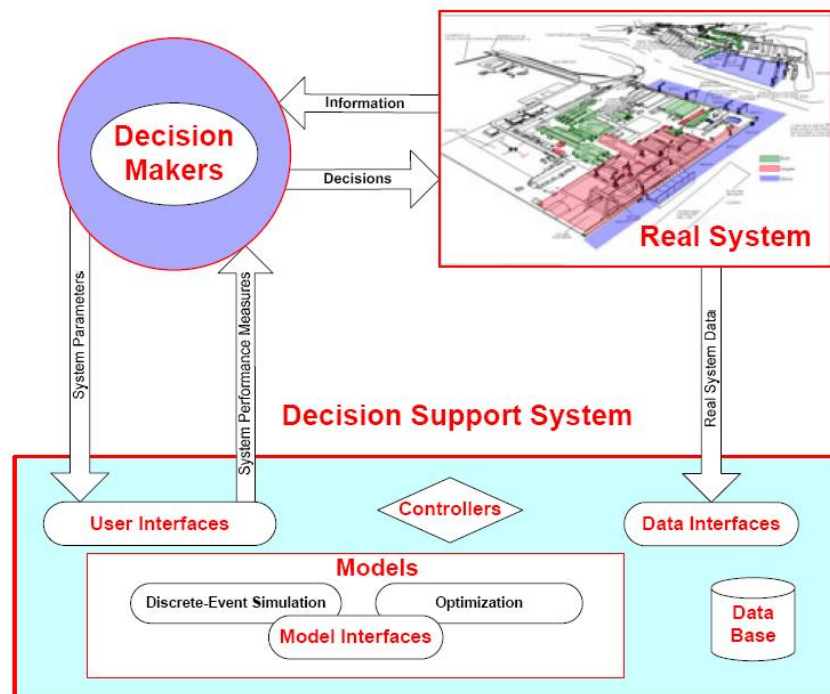 Information
Decision
Makers
Decisions
Real System
System Parameters
System Performance Measures
Real System Data
Decision Support System
User Interfaces
Controllers
Data Interfaces
Models
Discrete-Event Simulation
Optimization
Model Interfaces
Data
Base